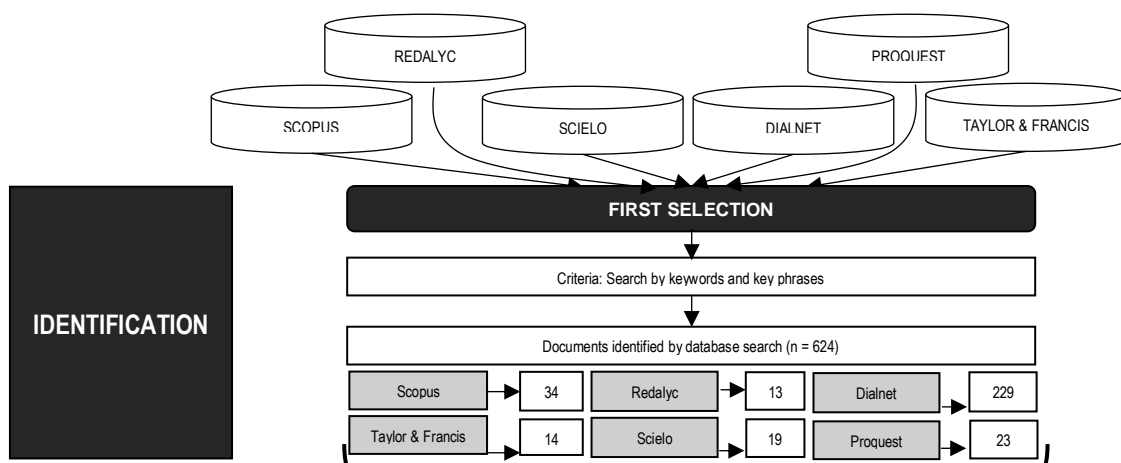 REDALYC
PROQUEST
SCOPUS
SCIELO
DIALNET
TAYLOR & FRANCIS
FIRST SELECTION
Criteria: Search by keywords and key phrases
IDENTIFICATION
Documents identified by database search (n = 624)
Scopus 34 Redalyc 13 Dialnet 229
Taylor & Francis 14 Scielo 19 Proquest 23